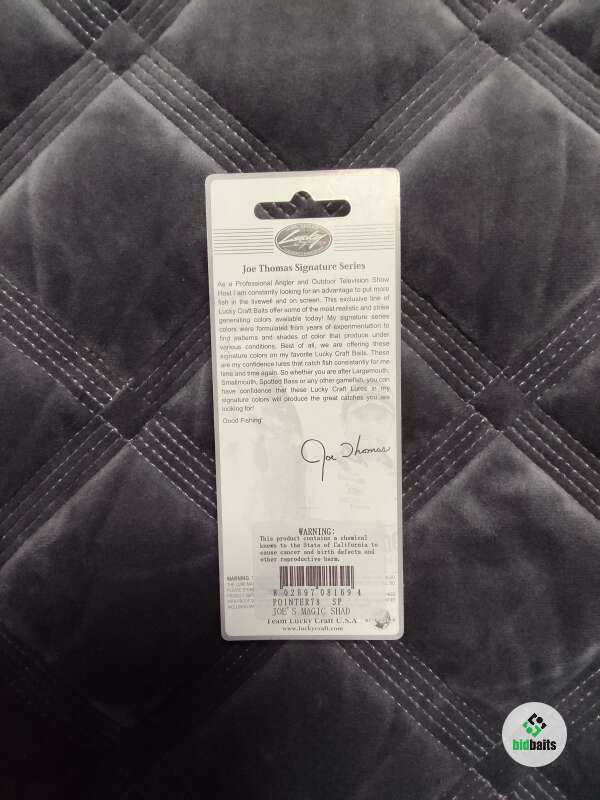 Lucky
Joe Thomas Signature Series
As a Professional Angler and Outdoor Television Show
Host I am constantly looking for an advantage to put more
fish in the livewell and on screen. This exclusive line of
Lucky Craft Baits offer some of the most realistic and strike
generating colors available today! My signature series
colors were formulated from years of experimentation to
find patterns and shades of color that produce under
various conditions. Best of all, we are offering these
signature colors on my favorite Lucky Craft Baits. These
are my confidence lures that catch fish consistantly for me
time and time again. So whether you are after Largemouth,
Smallmouth, Spotted Bass or any other gamefish, you can
have confidence that these Lucky Craft Lures in my
signature colors will produce the great catches you are
looking for!
Good Fishing
Joe Thomas
WARNING:
This product contains a chemical
known to the State of California to
cause cancer and birth defects and
other reproductive harm.
WARNING
POINTER78 SP
JOE'S MAGIC SHAD
Team Lucky Craft U.S.A
www.luckycraft.com
bidbaits